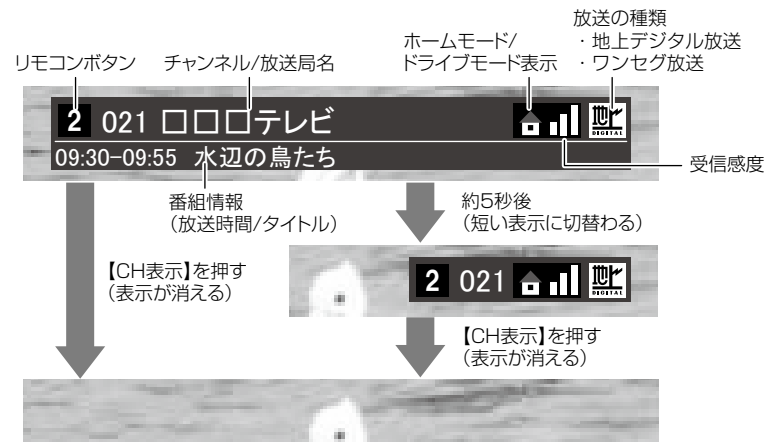 放送の種類
・地上デジタル放送
・ワンセグ放送
ホームモード/
ドライブモード表示
リモコンボタン
チャンネル/放送局名
2 021 □□□テレビ
地上
DIGITAL
09:30-09:55 水辺の鳥たち
受信感度
番組情報
(放送時間/タイトル)
約5秒後
(短い表示に切替わる)
【CH表示】を押す
(表示が消える)
2 021
地上
DIGITAL
【CH表示】を押す
(表示が消える)